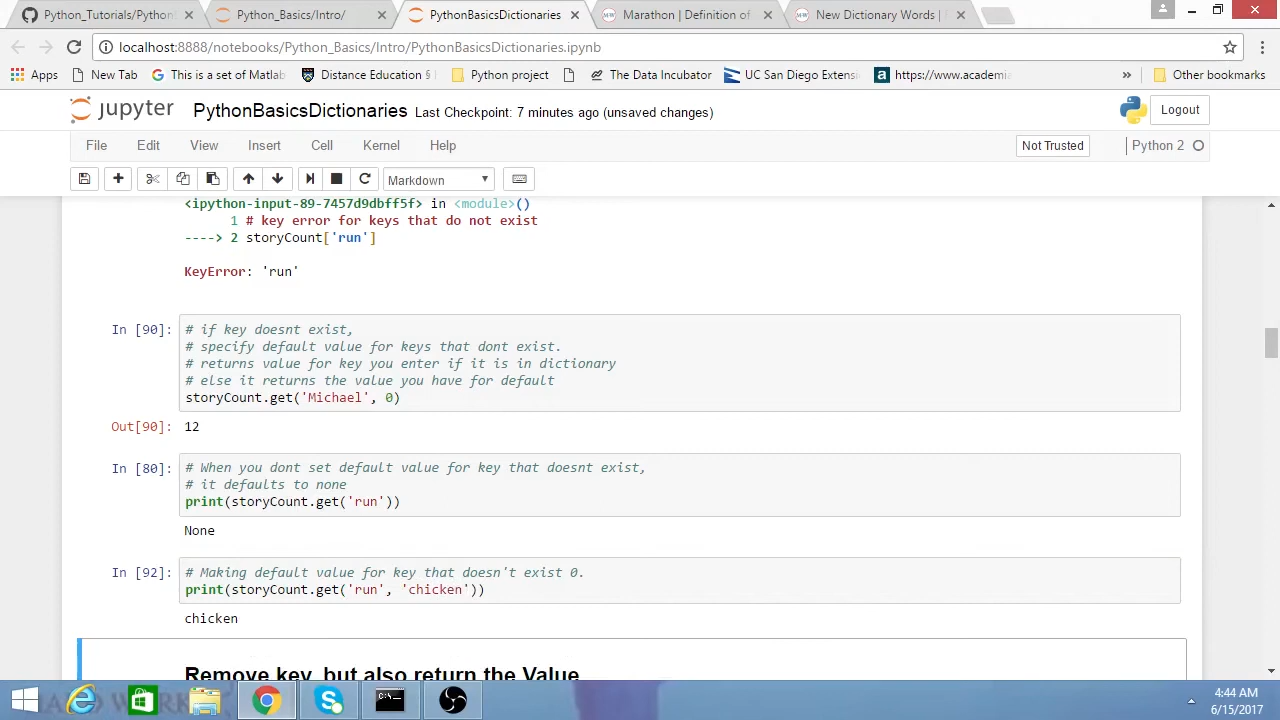 Python_Tutorials/Python_
Python_Basics/Intro/
PythonBasicsDictionaries
Marathon | Definition of
New Dictionary Words |
localhost:8888/notebooks/Python_Basics/Intro/PythonBasicsDictionaries.ipynb
Apps
New Tab
This is a set of Matlab
Distance Education §
Python project
The Data Incubator
UC San Diego Extensi
https://www.academi
»
Other bookmarks
jupyter
PythonBasicsDictionaries
Last Checkpoint: 7 minutes ago (unsaved changes)
Logout
File Edit View Insert Cell Kernel Help
Not Trusted
Python 2
Markdown
<ipython-input-89-7457d9dbff5f> in <module>()
1 # key error for keys that do not exist
----> 2 storyCount['run']
KeyError: 'run'
In [90]:
# if key doesnt exist,
# specify default value for keys that dont exist.
# returns value for key you enter if it is in dictionary
# else it returns the value you have for default
storyCount.get('Michael', 0)
Out[90]: 12
In [80]:
# When you dont set default value for key that doesnt exist,
# it defaults to none
print(storyCount.get('run'))
None
In [92]:
# Making default value for key that doesn't exist 0.
print(storyCount.get('run', 'chicken'))
chicken
Remove key, but also return the Value
4:44 AM
6/15/2017